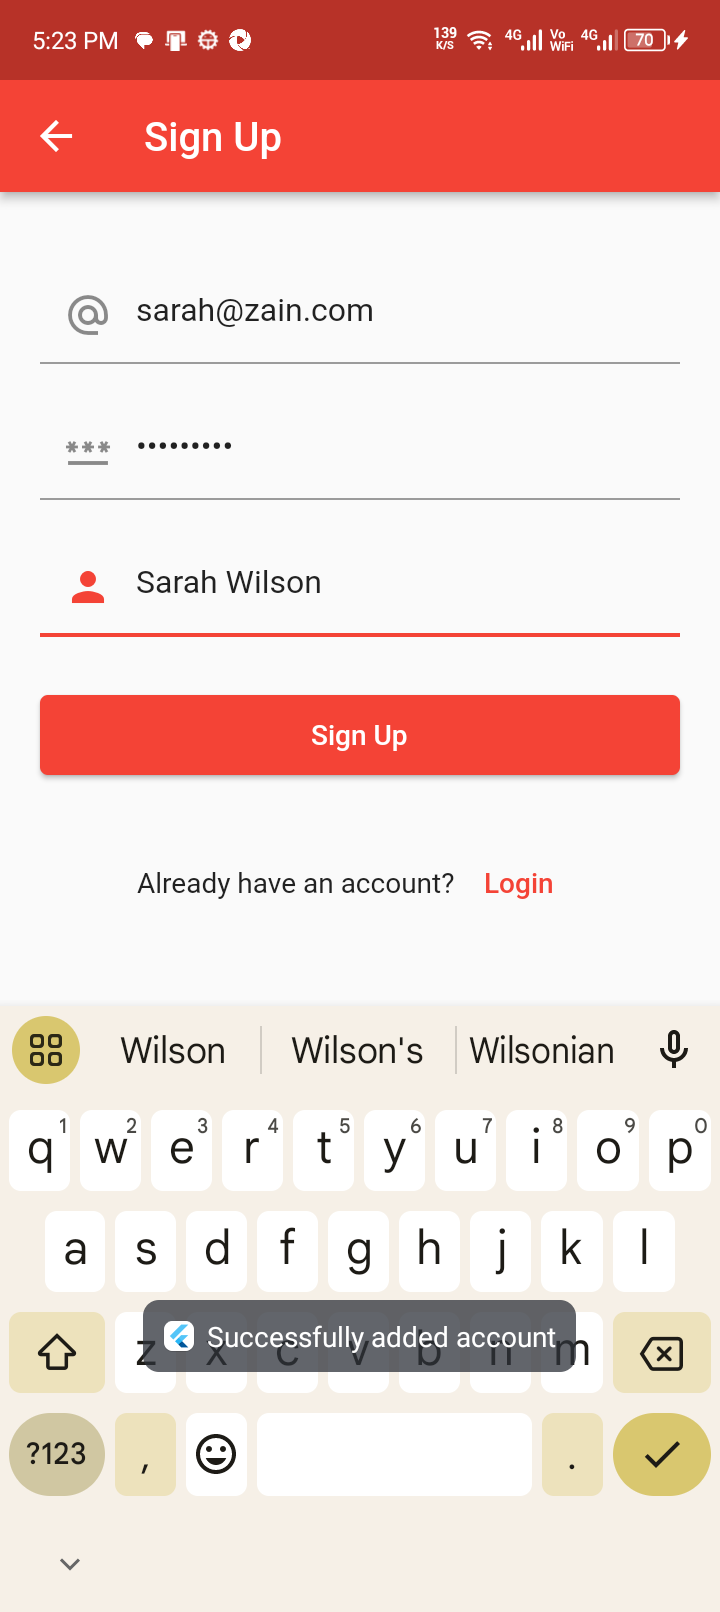 5:23 PM 139 K/S 4G Vo WiFi 4G 70
Sign Up
sarah@zain.com
•••••••••
Sarah Wilson
Sign Up
Already have an account? Login
Wilson Wilson's Wilsonian
q1 w2 e3 r4 t5 y6 u7 i8 o9 p0
a s d f g h j k l
z x c v b n m
Successfully added account
?123 , .